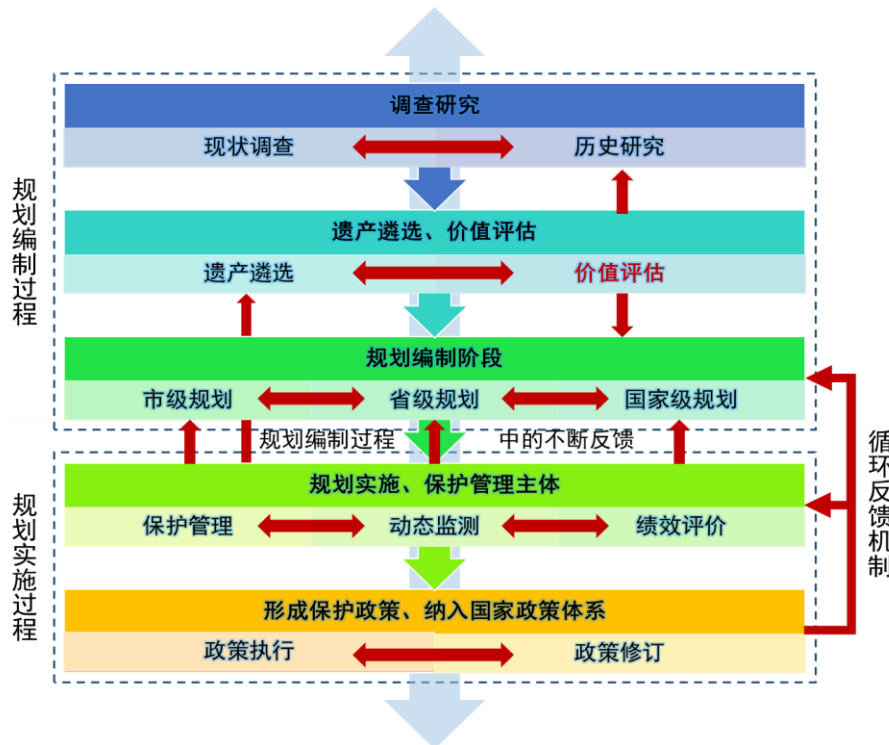 调查研究
现状调查
历史研究
遗产遴选、价值评估
遗产遴选
价值评估
规划编制阶段
市级规划
省级规划
国家级规划
规划编制过程
规划编制过程
中的不断反馈
规划实施、保护管理主体
保护管理
动态监测
绩效评价
形成保护政策、纳入国家政策体系
政策执行
政策修订
规划实施过程
循环反馈机制